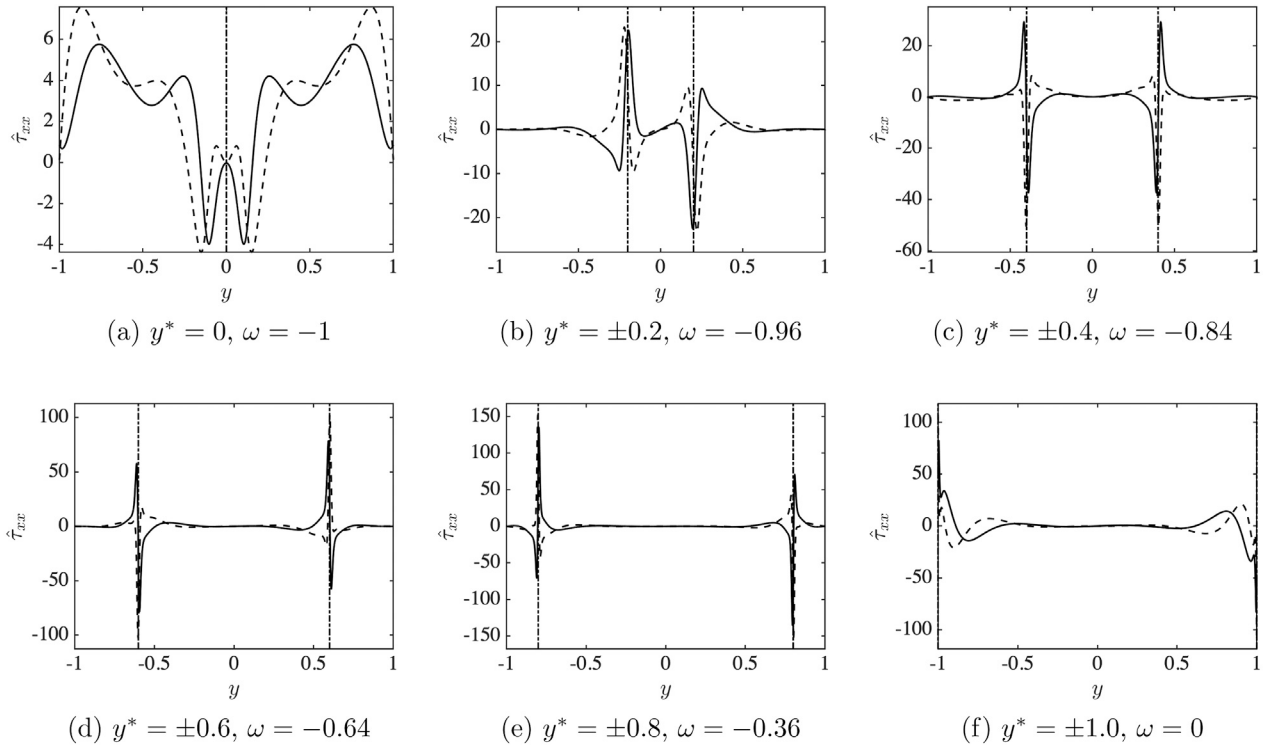 6
4
2
0
-2
-4
τ̂xx
-1 -0.5 0 0.5 1
y
(a) y* = 0, ω = −1
20
10
0
-10
-20
τ̂xx
-1 -0.5 0 0.5 1
y
(b) y* = ±0.2, ω = −0.96
20
0
-20
-40
-60
τ̂xx
-1 -0.5 0 0.5 1
y
(c) y* = ±0.4, ω = −0.84
100
50
0
-50
-100
τ̂xx
-1 -0.5 0 0.5 1
y
(d) y* = ±0.6, ω = −0.64
150
100
50
0
-50
-100
-150
τ̂xx
-1 -0.5 0 0.5 1
y
(e) y* = ±0.8, ω = −0.36
100
50
0
-50
-100
τ̂xx
-1 -0.5 0 0.5 1
y
(f) y* = ±1.0, ω = 0